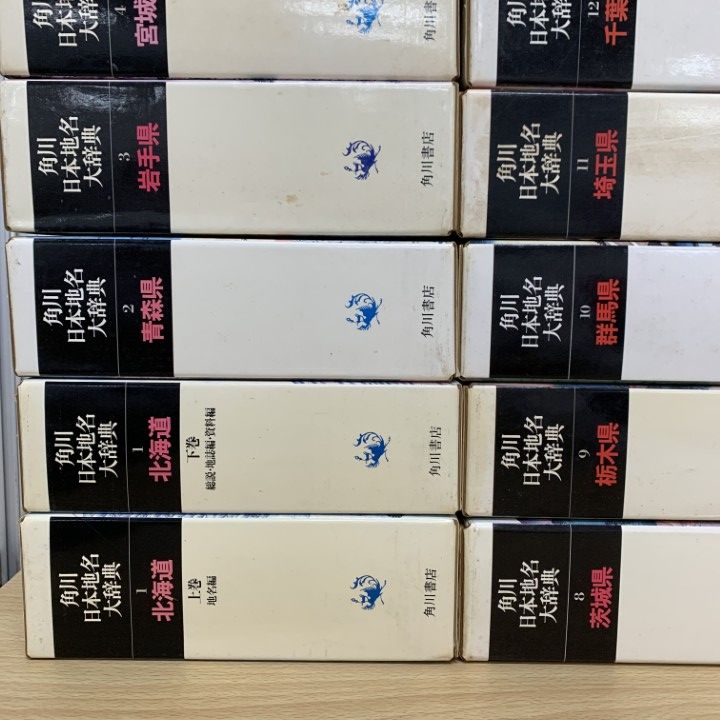 角川
日本地名
大辞典
4
宮城
角川書
角川
日本地名
大辞典
3
岩手県
角川書店
角川
日本地名
大辞典
2
青森県
角川書店
角川
日本地名
大辞典
1
北海道
下巻
総説・地誌編・資料編
角川書店
角川
日本地名
大辞典
1
北海道
上巻
地名編
角川書店
日本地
大辞
12
千葉
角川
日本地名
大辞典
11
埼玉県
角川
日本地名
大辞典
10
群馬県
角川
日本地名
大辞典
9
栃木県
角川
日本地名
大辞典
8
茨城県